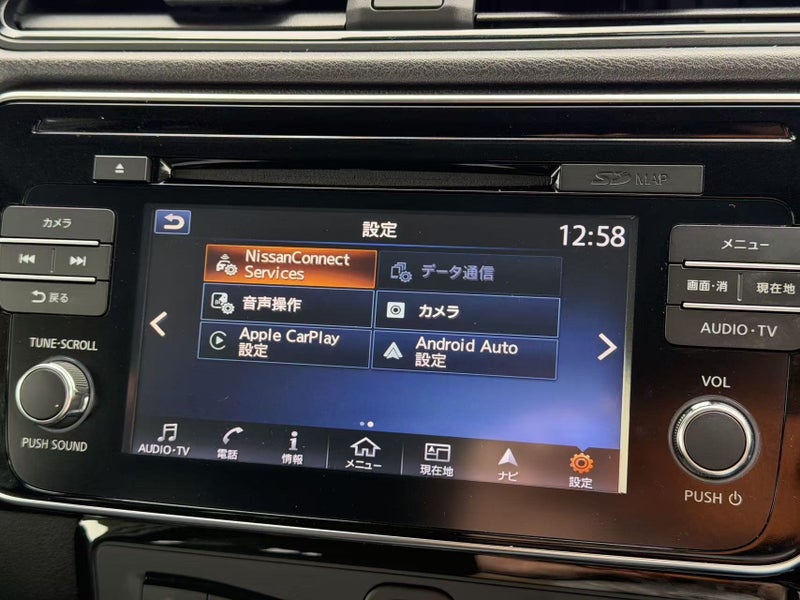 SD MAP
カメラ
戻る
TUNE・SCROLL
PUSH SOUND
設定
12:58
NissanConnect
Services
データ通信
音声操作
カメラ
Apple CarPlay
設定
Android Auto
設定
AUDIO・TV
電話
情報
メニュー
現在地
ナビ
設定
メニュー
画面・消
現在地
AUDIO・TV
VOL
PUSH